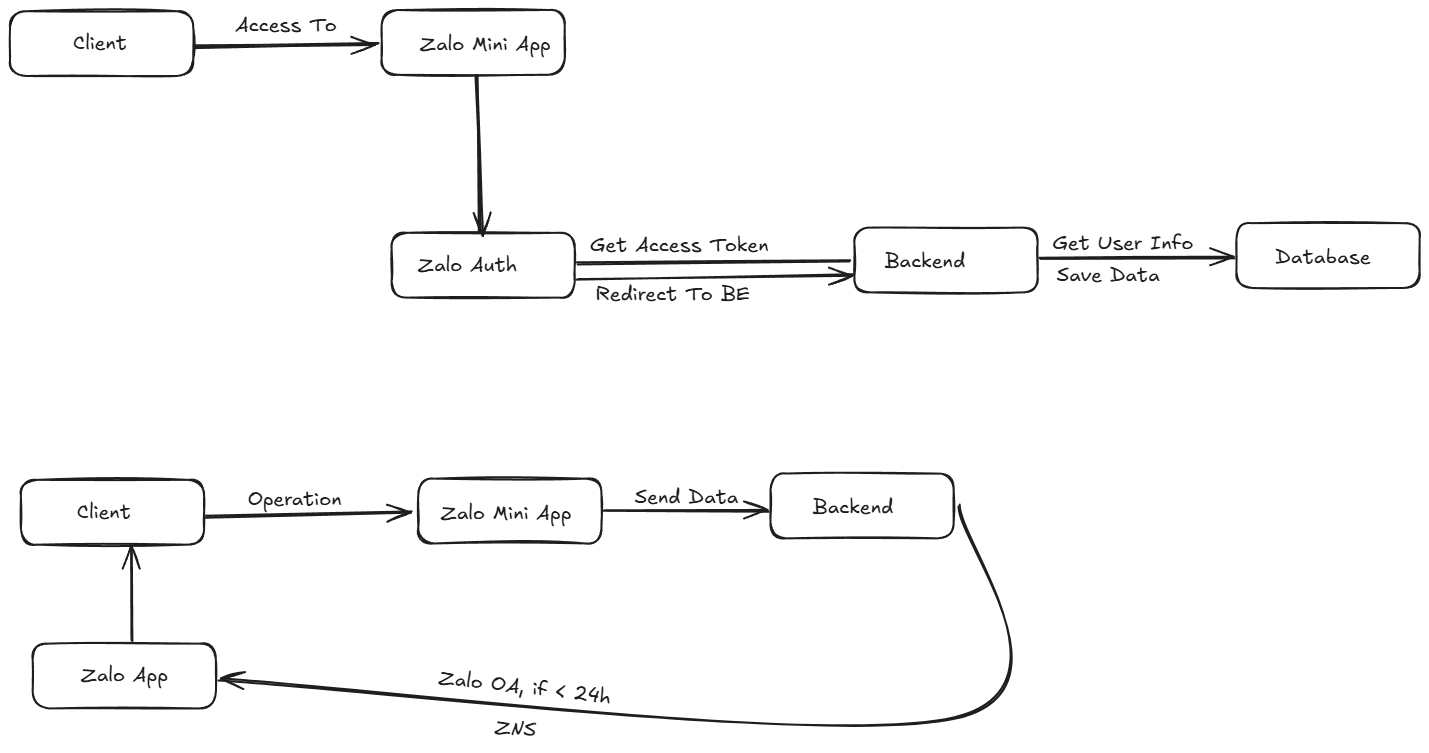 Client
Access To
Zalo Mini App
Zalo Auth
Get Access Token
Redirect To BE
Backend
Get User Info
Save Data
Database
Client
Operation
Zalo Mini App
Send Data
Backend
Zalo App
Zalo OA, if < 24h
ZNS